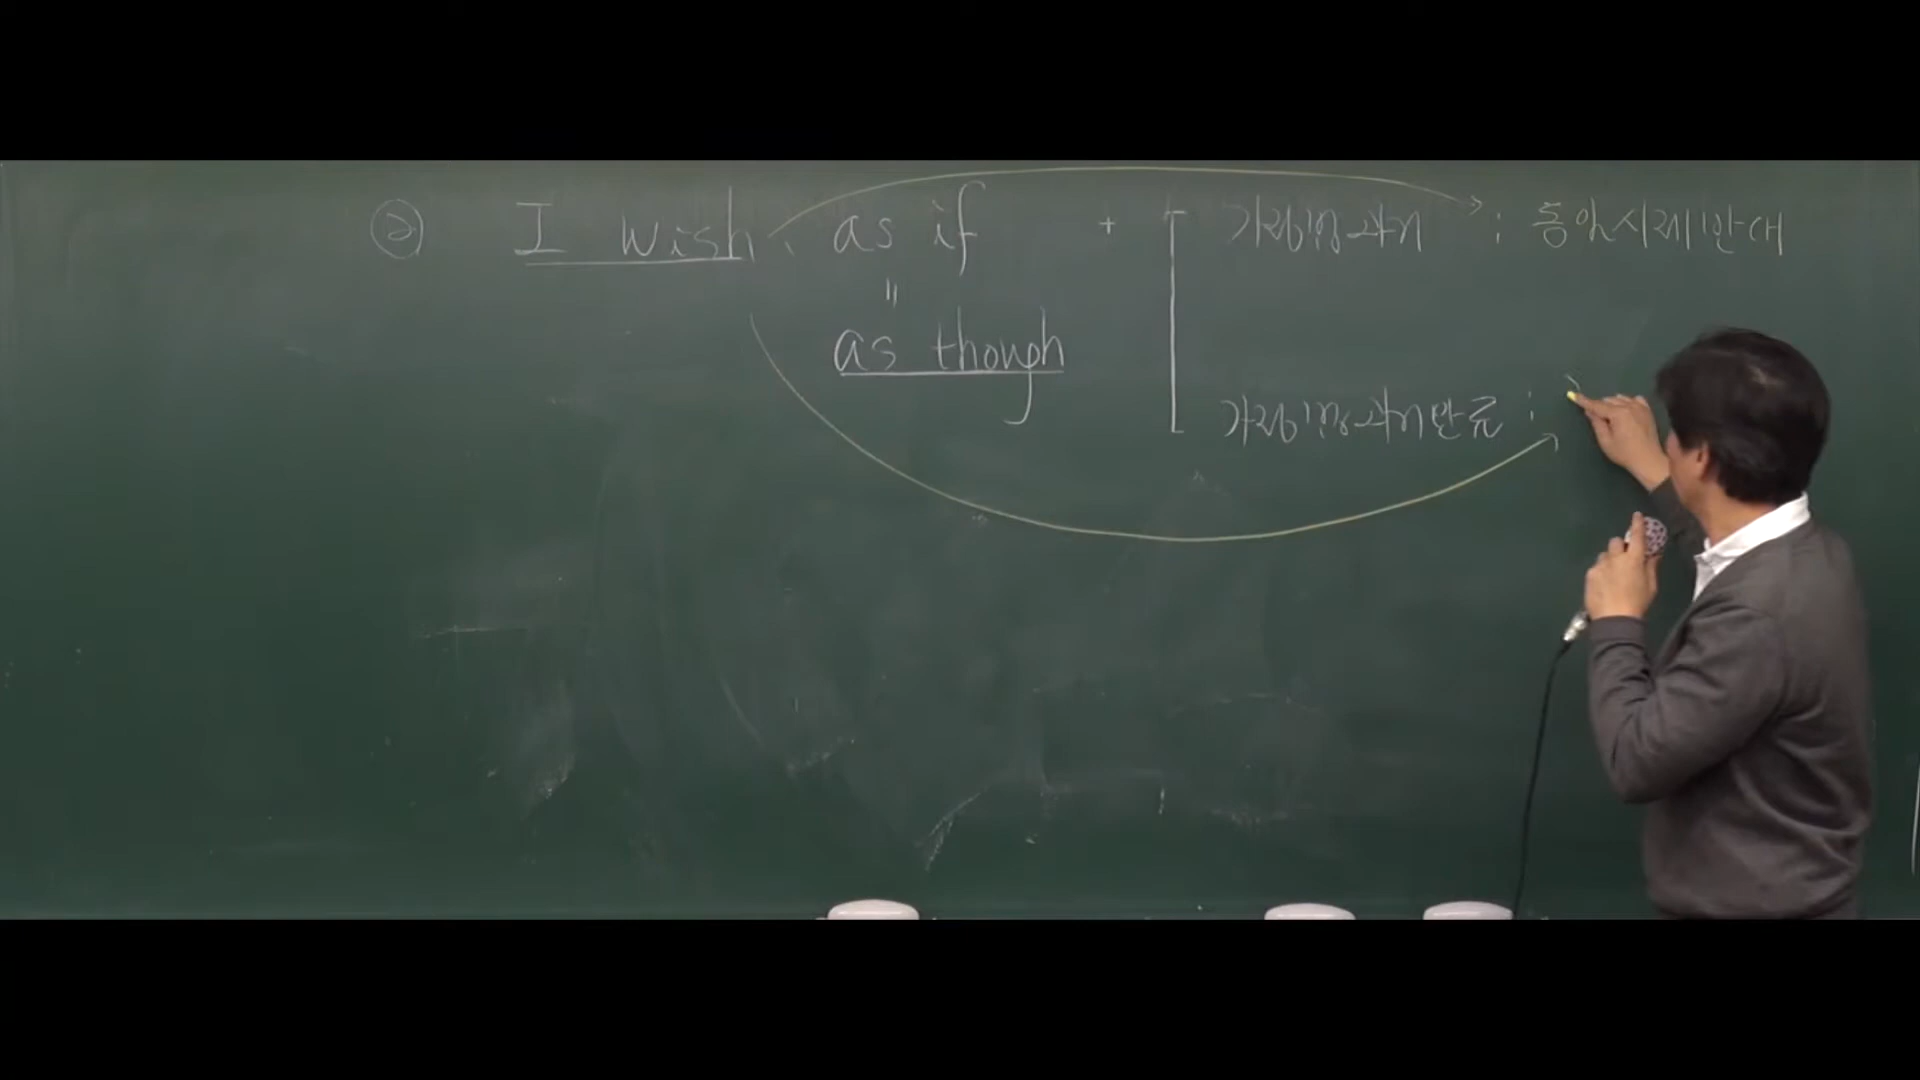 ② I wish, as if + [ 가정법과거 ; 동일시제반대
〃
as though
가정법과거완료 ;